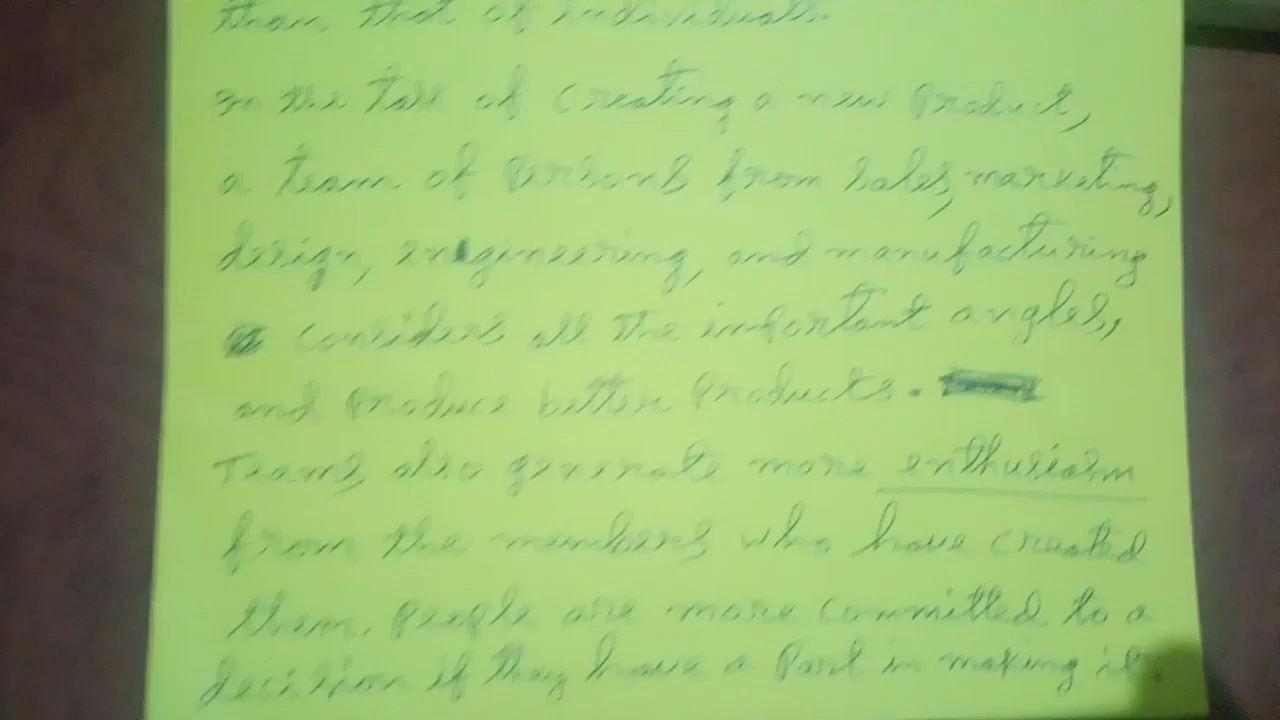 than that of individuals.
In the task of creating a new Product,
a team of Persons from sales, marketing,
design, engineering, and manufacturing
considers all the important angles,
and Produce better Products.
Teams also generate more enthusiasm
from the members who have created
them. People are more committed to a
decision if they have a Part in making it.